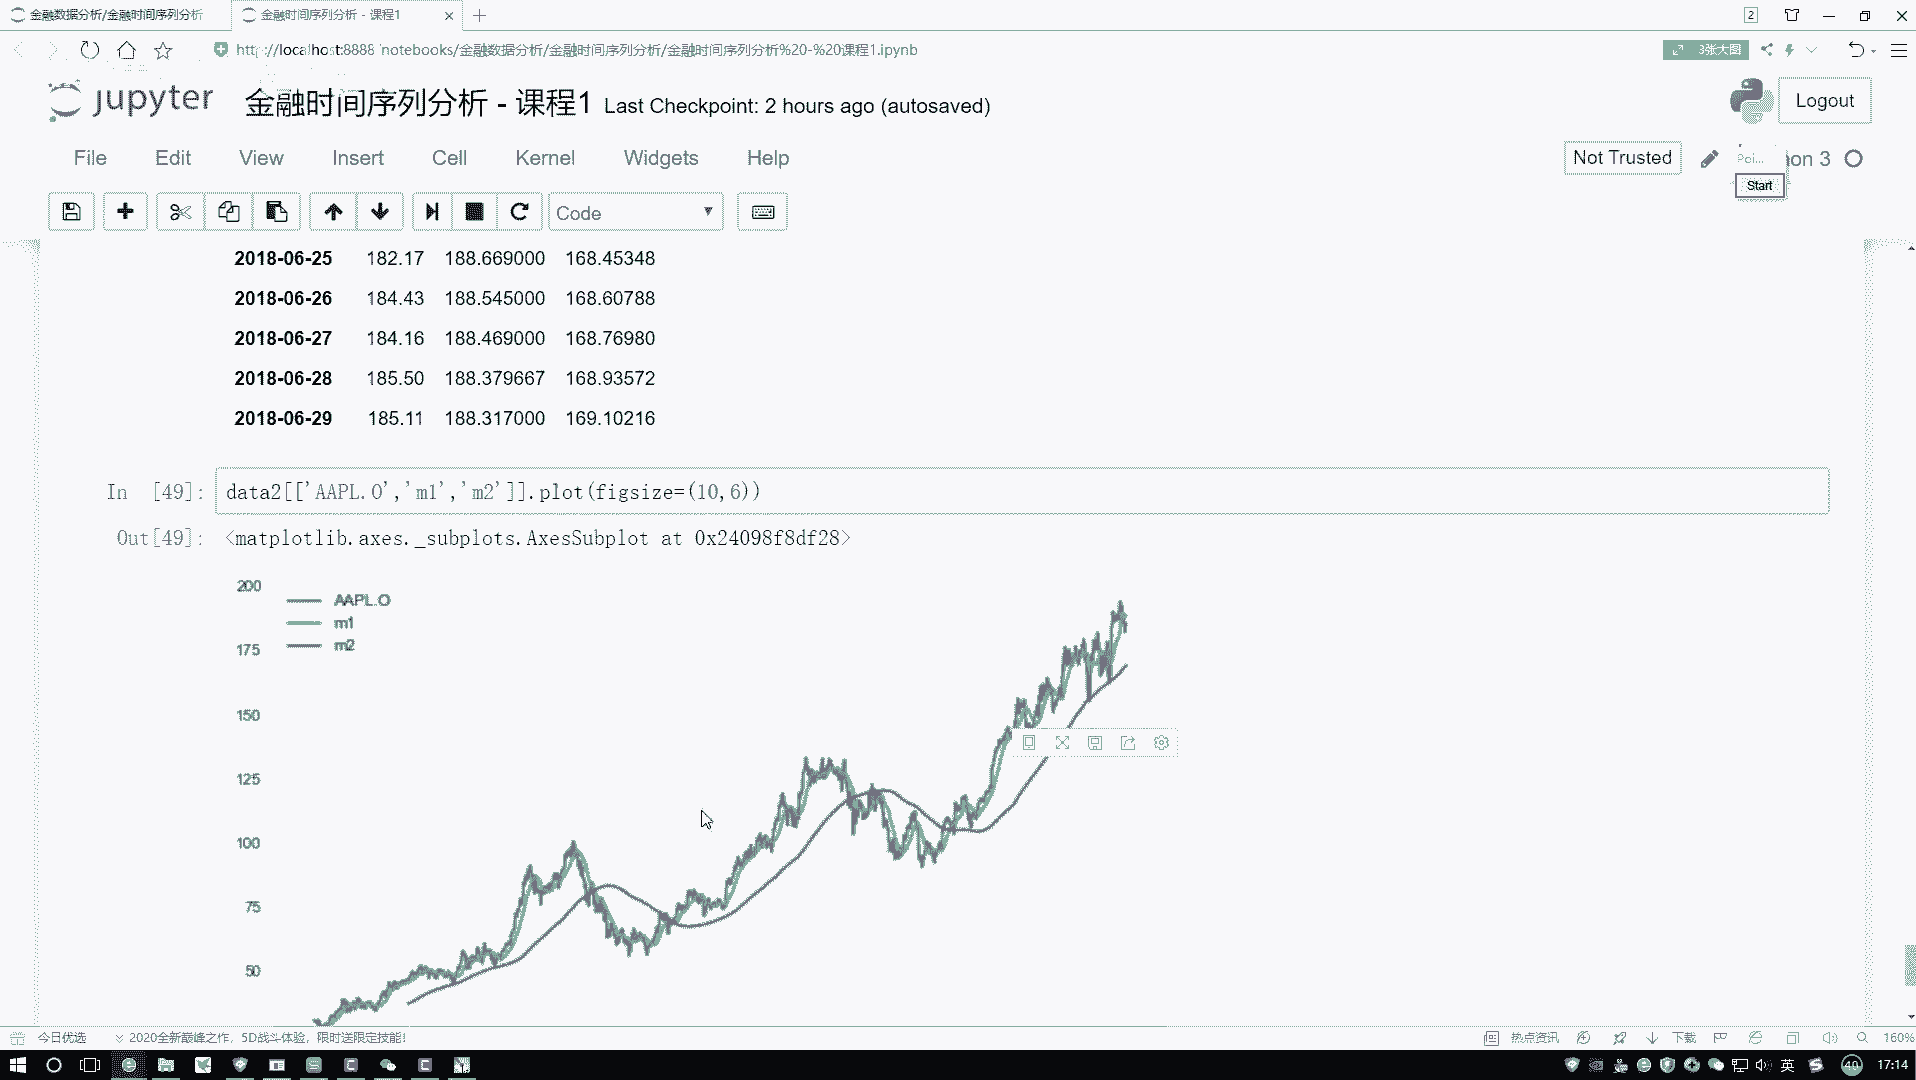 金融数据分析/金融时间序列分析
金融时间序列分析 - 课程1
2
http://localhost:8888/notebooks/金融数据分析/金融时间序列分析/金融时间序列分析%20-%20课程1.ipynb
3张大图
jupyter 金融时间序列分析 - 课程1 Last Checkpoint: 2 hours ago (autosaved)
Logout
File Edit View Insert Cell Kernel Widgets Help
Not Trusted
Poi... hon 3
Start
Code
2018-06-25 182.17 188.669000 168.45348
2018-06-26 184.43 188.545000 168.60788
2018-06-27 184.16 188.469000 168.76980
2018-06-28 185.50 188.379667 168.93572
2018-06-29 185.11 188.317000 169.10216
In [49]: data2[['AAPL.O','m1','m2']].plot(figsize=(10,6))
Out[49]: <matplotlib.axes._subplots.AxesSubplot at 0x24098f8df28>
200
AAPL.O
m1
m2
175
150
125
100
75
50
今日优选
2020全新巅峰之作，5D战斗体验，限时送限定技能！
热点资讯
下载
160%
英
40
17:14